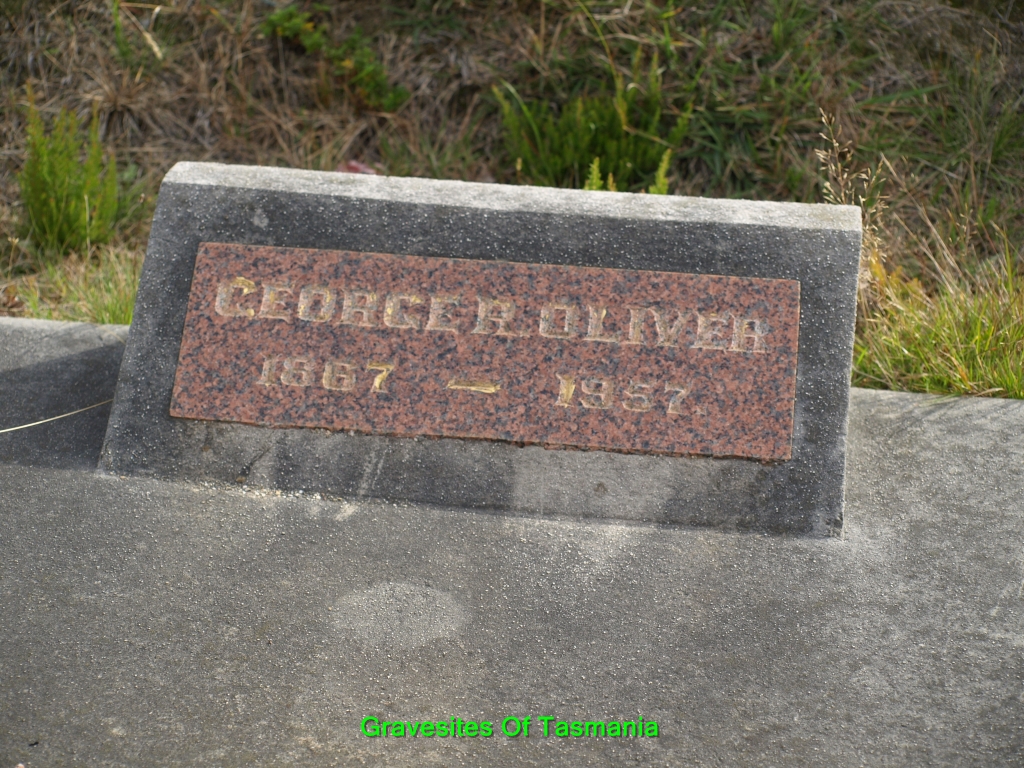 GEORGE R. OLIVER
1867 — 1957.
Gravesites Of Tasmania